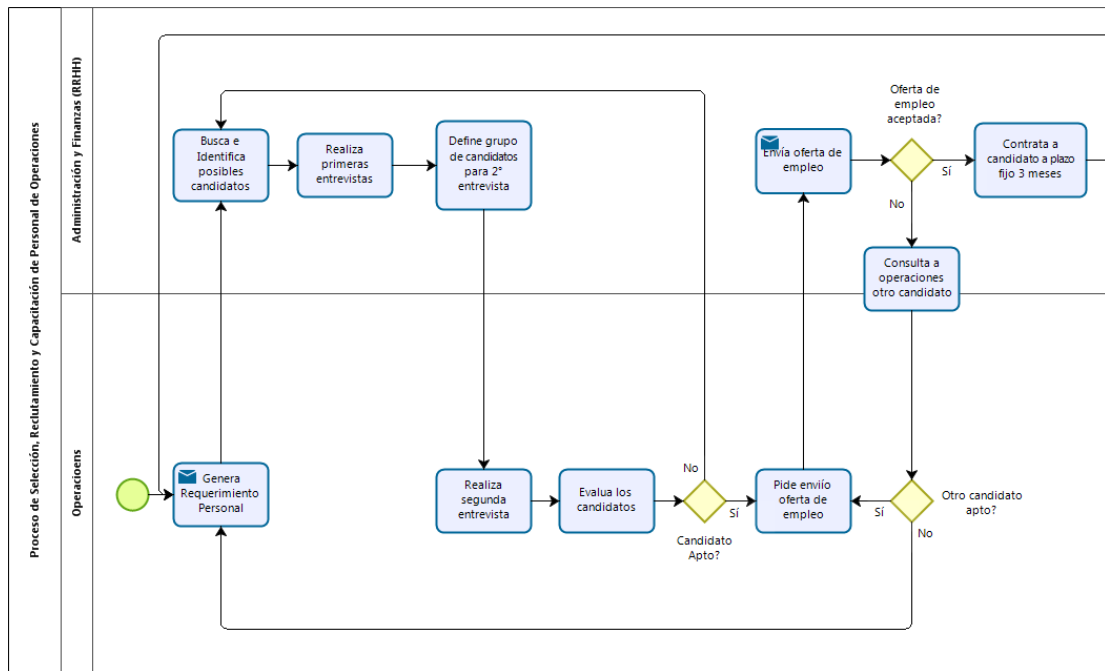 Proceso de Selección, Reclutamiento y Capacitación de Personal de Operaciones
Administración y Finanzas (RRHH)
Busca e
Identifica
posibles
candidatos
Realiza
primeras
entrevistas
Define grupo
de candidatos
para 2°
entrevista
Envía oferta de
empleo
Oferta de
empleo
aceptada?
Sí
No
Contrata a
candidato a plazo
fijo 3 meses
Consulta a
operaciones
otro candidato
Operacioens
Genera
Requerimiento
Personal
Realiza
segunda
entrevista
Evalua los
candidatos
No
Sí
Candidato
Apto?
Pide envíío
oferta de
empleo
Sí
No
Otro candidato
apto?